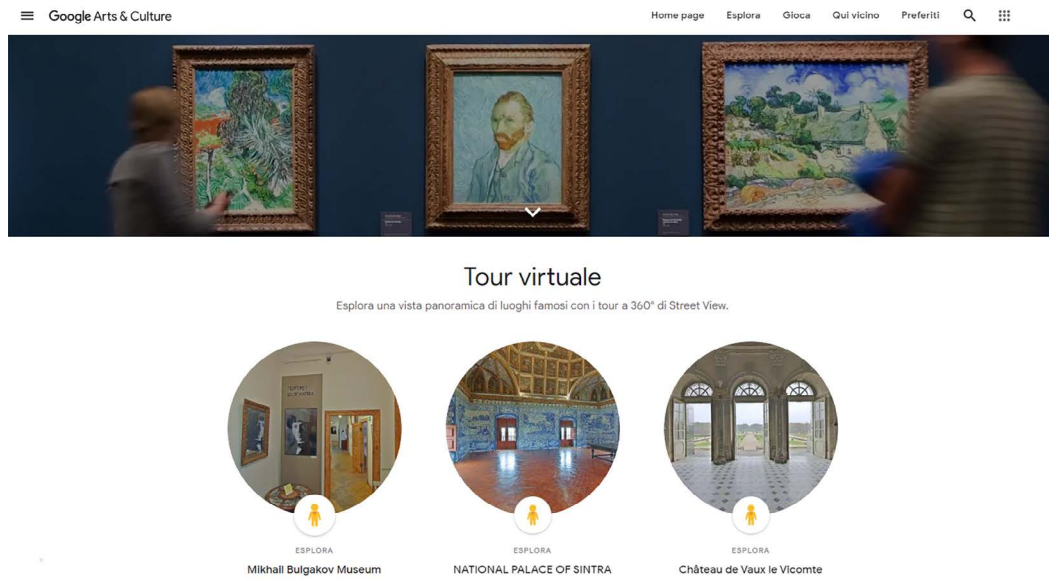 Google Arts & Culture
Home page Esplora Gioca Qui vicino Preferiti
Tour virtuale
Esplora una vista panoramica di luoghi famosi con i tour a 360° di Street View.
ESPLORA ESPLORA ESPLORA
Mikhail Bulgakov Museum NATIONAL PALACE OF SINTRA Château de Vaux le Vicomte